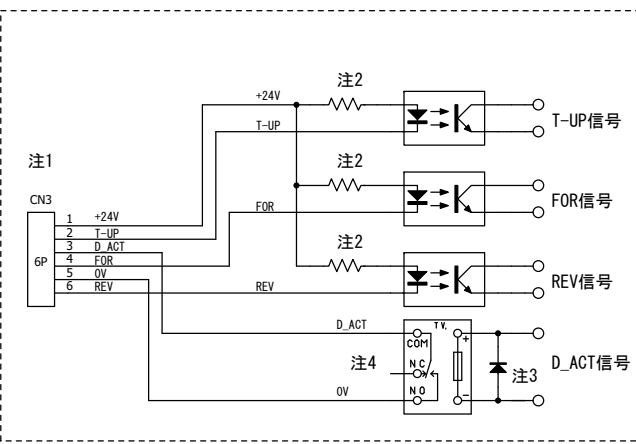 注2
+24V
T-UP
T-UP信号
注1
注2
CN3
FOR
FOR信号
1 +24V
2 T-UP
3 D_ACT
4 FOR
5 0V
6 REV
6P
注2
REV
REV信号
D_ACT
TV.
COM
+
注4
NC
注3
D_ACT信号
0V
NO
-